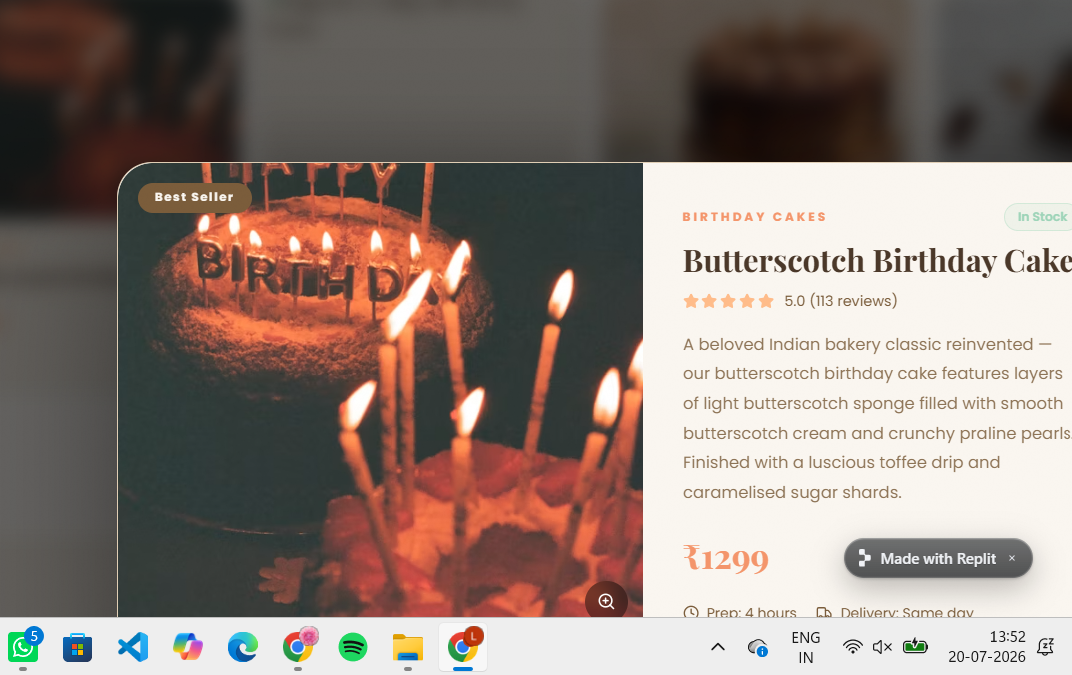 HAPPY
Best Seller
BIRTHDAY
BIRTHDAY CAKES
In Stock
Butterscotch Birthday Cake
5.0 (113 reviews)
A beloved Indian bakery classic reinvented —
our butterscotch birthday cake features layers
of light butterscotch sponge filled with smooth
butterscotch cream and crunchy praline pearls.
Finished with a luscious toffee drip and
caramelised sugar shards.
₹1299
Made with Replit ×
Prep: 4 hours
Delivery: Same day
5
L
ENG
IN
13:52
20-07-2026